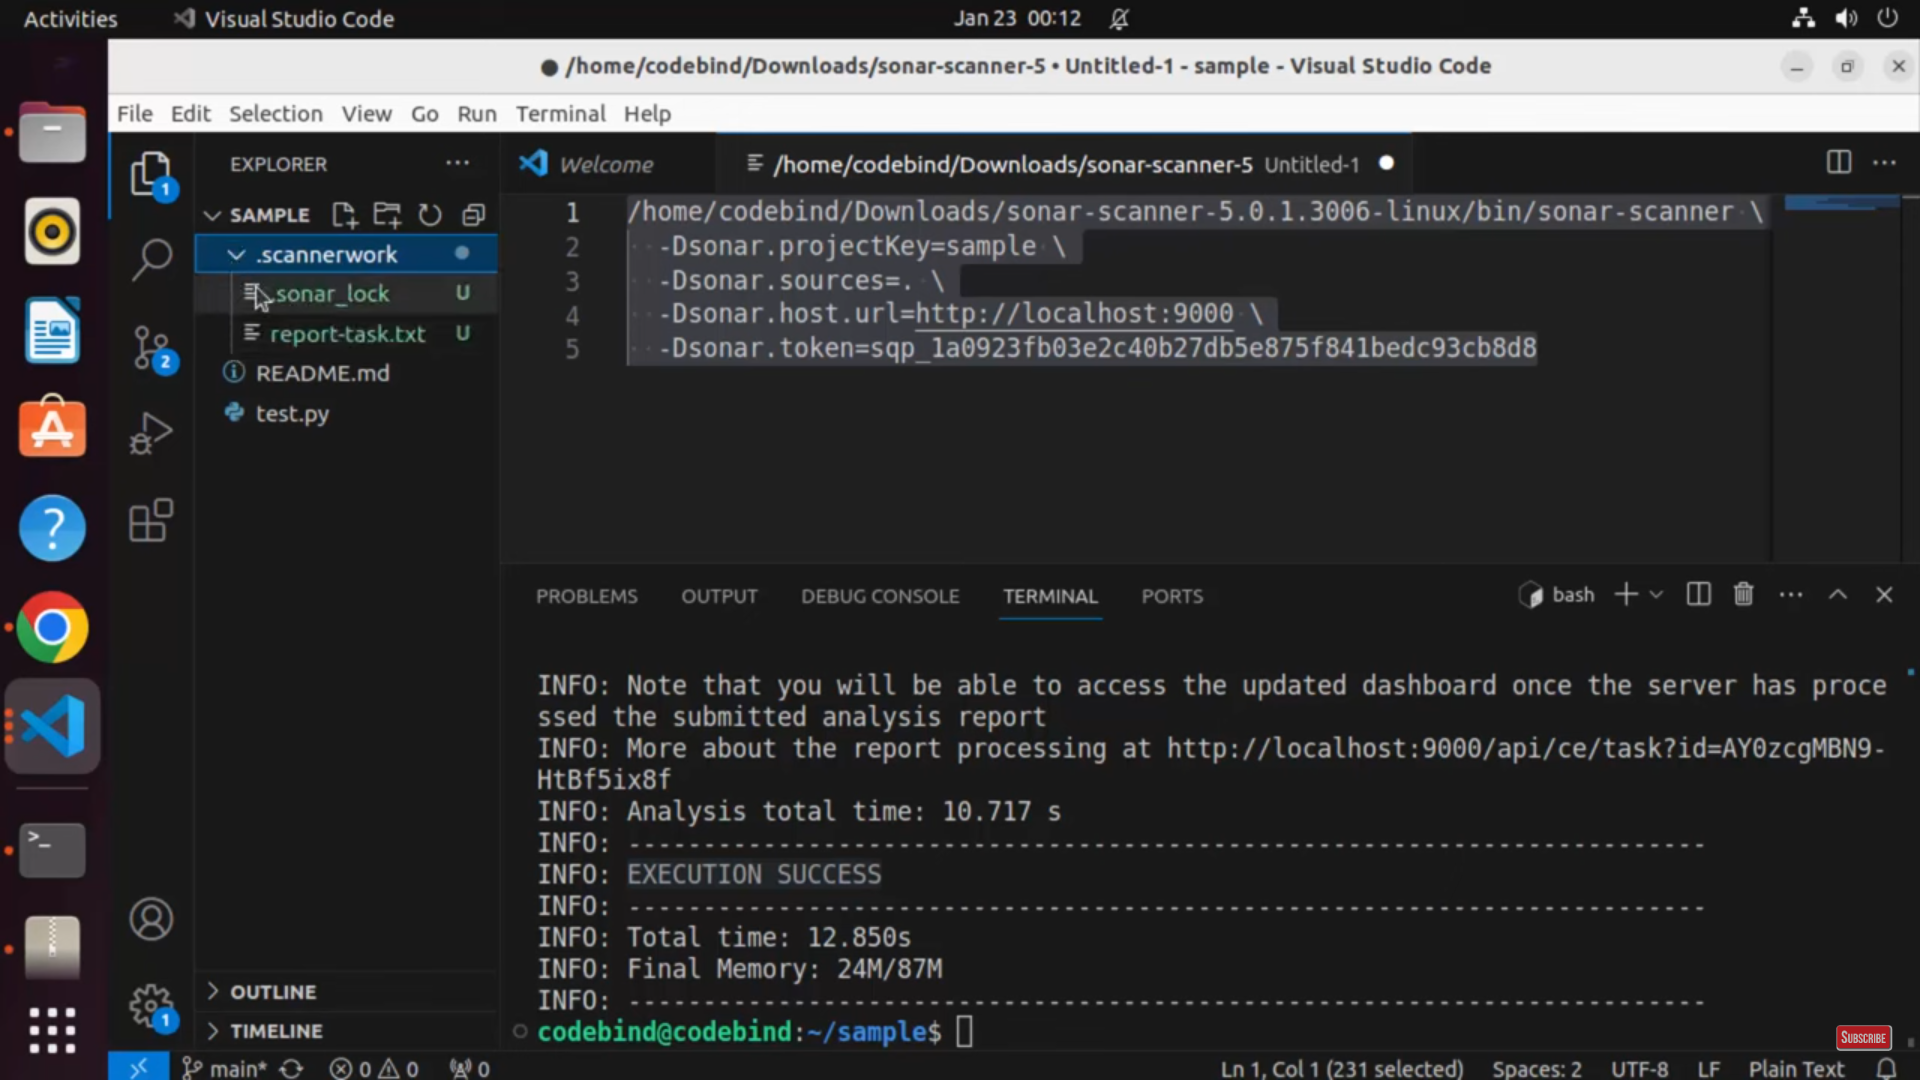 Activities
Visual Studio Code
Jan 23 00:12
● /home/codebind/Downloads/sonar-scanner-5 • Untitled-1 - sample - Visual Studio Code
File Edit Selection View Go Run Terminal Help
EXPLORER
SAMPLE
.scannerwork
.sonar_lock U
report-task.txt U
README.md
test.py
OUTLINE
TIMELINE
1
2
1
Welcome
/home/codebind/Downloads/sonar-scanner-5 Untitled-1
1 /home/codebind/Downloads/sonar-scanner-5.0.1.3006-linux/bin/sonar-scanner \
2 -Dsonar.projectKey=sample \
3 -Dsonar.sources=. \
4 -Dsonar.host.url=http://localhost:9000 \
5 -Dsonar.token=sqp_1a0923fb03e2c40b27db5e875f841bedc93cb8d8
PROBLEMS OUTPUT DEBUG CONSOLE TERMINAL PORTS
bash
INFO: Note that you will be able to access the updated dashboard once the server has proce
ssed the submitted analysis report
INFO: More about the report processing at http://localhost:9000/api/ce/task?id=AY0zcgMBN9-
HtBf5ix8f
INFO: Analysis total time: 10.717 s
INFO: ------------------------------------------------------------------------
INFO: EXECUTION SUCCESS
INFO: ------------------------------------------------------------------------
INFO: Total time: 12.850s
INFO: Final Memory: 24M/87M
INFO: ------------------------------------------------------------------------
codebind@codebind:~/sample$
SUBSCRIBE
main* 0 0 0
Ln 1, Col 1 (231 selected) Spaces: 2 UTF-8 LF Plain Text